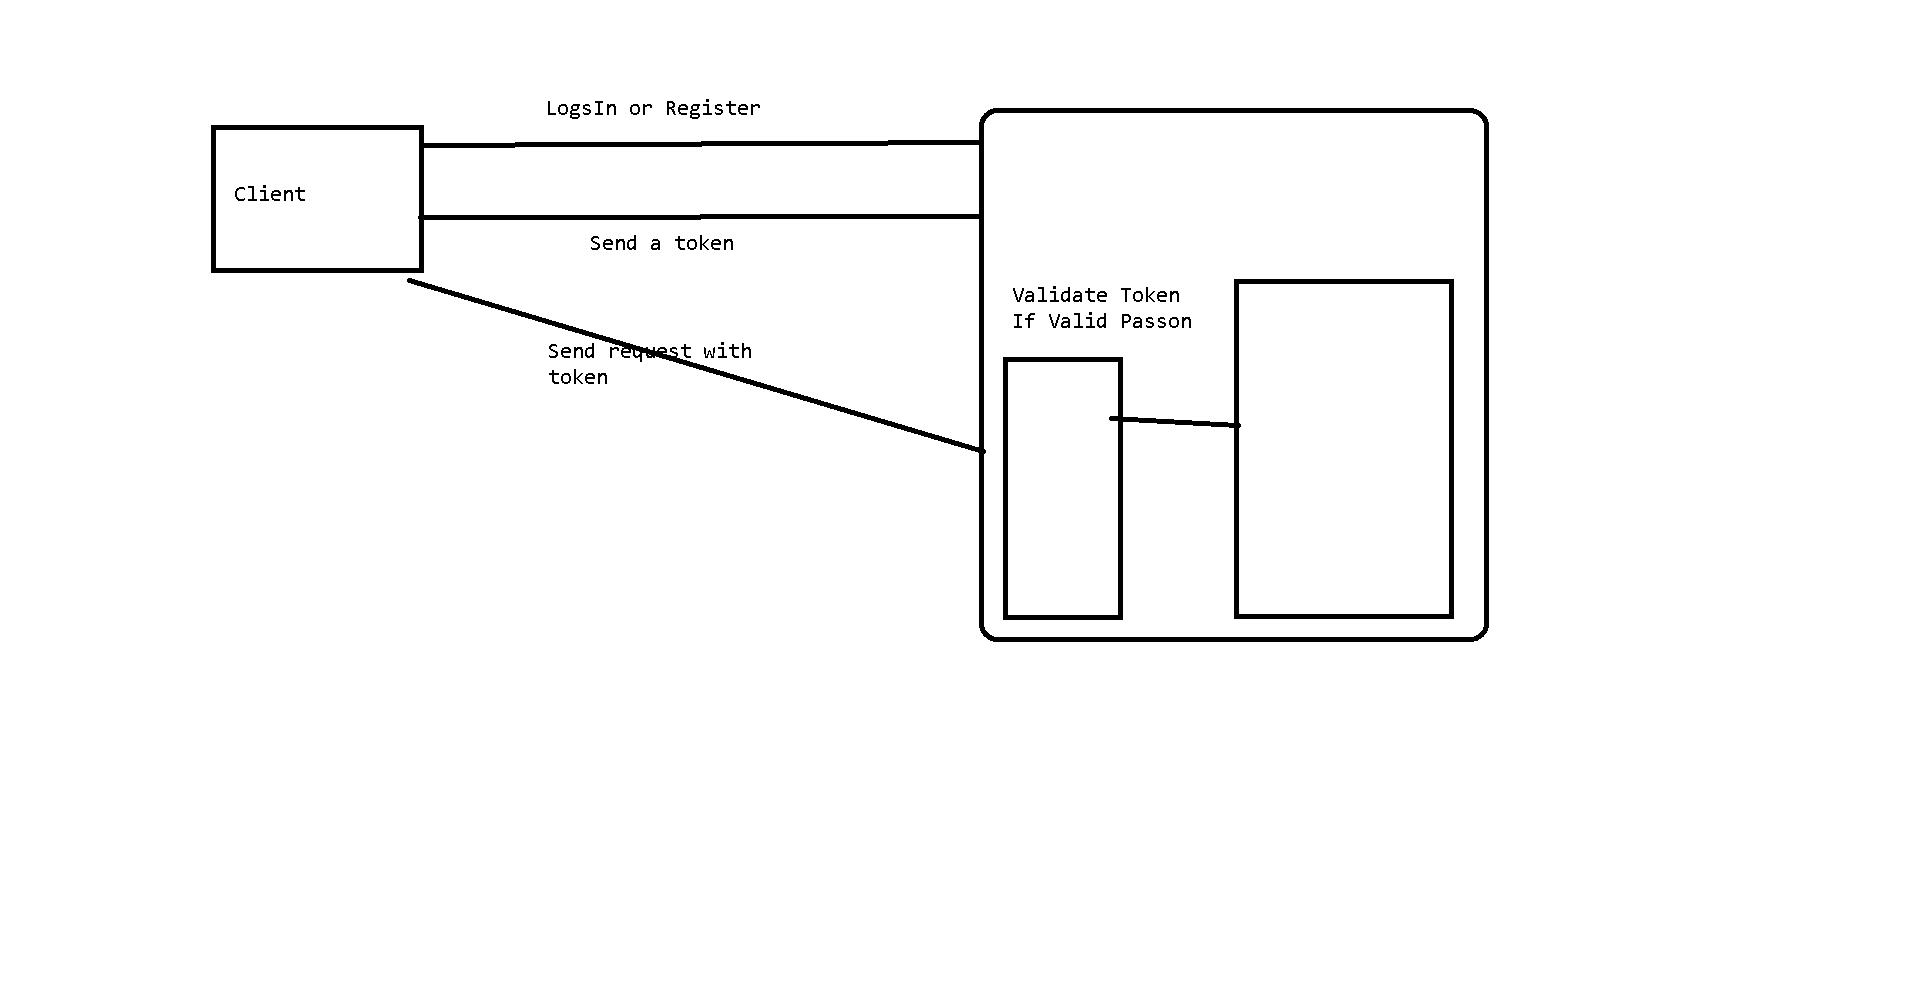 LogsIn or Register
Client
Send a token
Validate Token
If Valid Passon
Send request with
token